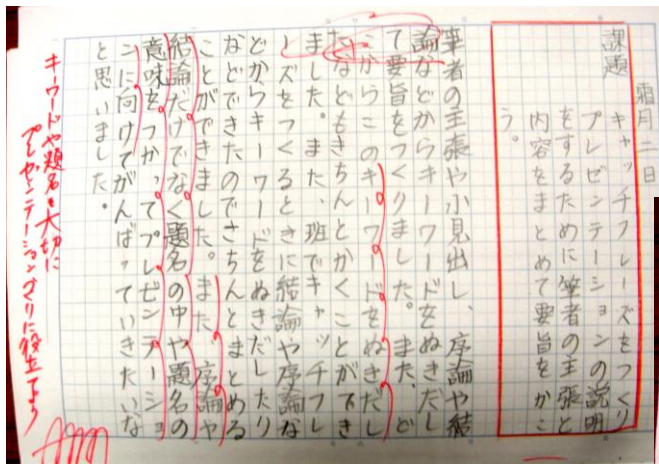 霜月二日
課題 キャッチフレーズをつくり
プレゼンテーションの説明
をするために筆者の主張と
内容をまとめて要旨をかこ
う。
筆者の主張や小見出し、序論や結
論などからキーワードをぬきだし
て要旨をつくりました。また、ど
こからこのキーワードをぬきだし
たなどもきちんとかくことができ
ました。また、班でキャッチフレ
ーズをつくるときに結論や序論な
どからキーワードをぬきだしたり
などできたのできちんとまとめる
ことができました。また、序論や
結論だけでなく題名の中や題名の
意味をつかってプレゼンテーショ
ンに向けてがんばっていきたいな
と思いました。
キーワードや題名を大切に
プレゼンテーションづくりに役立てよう